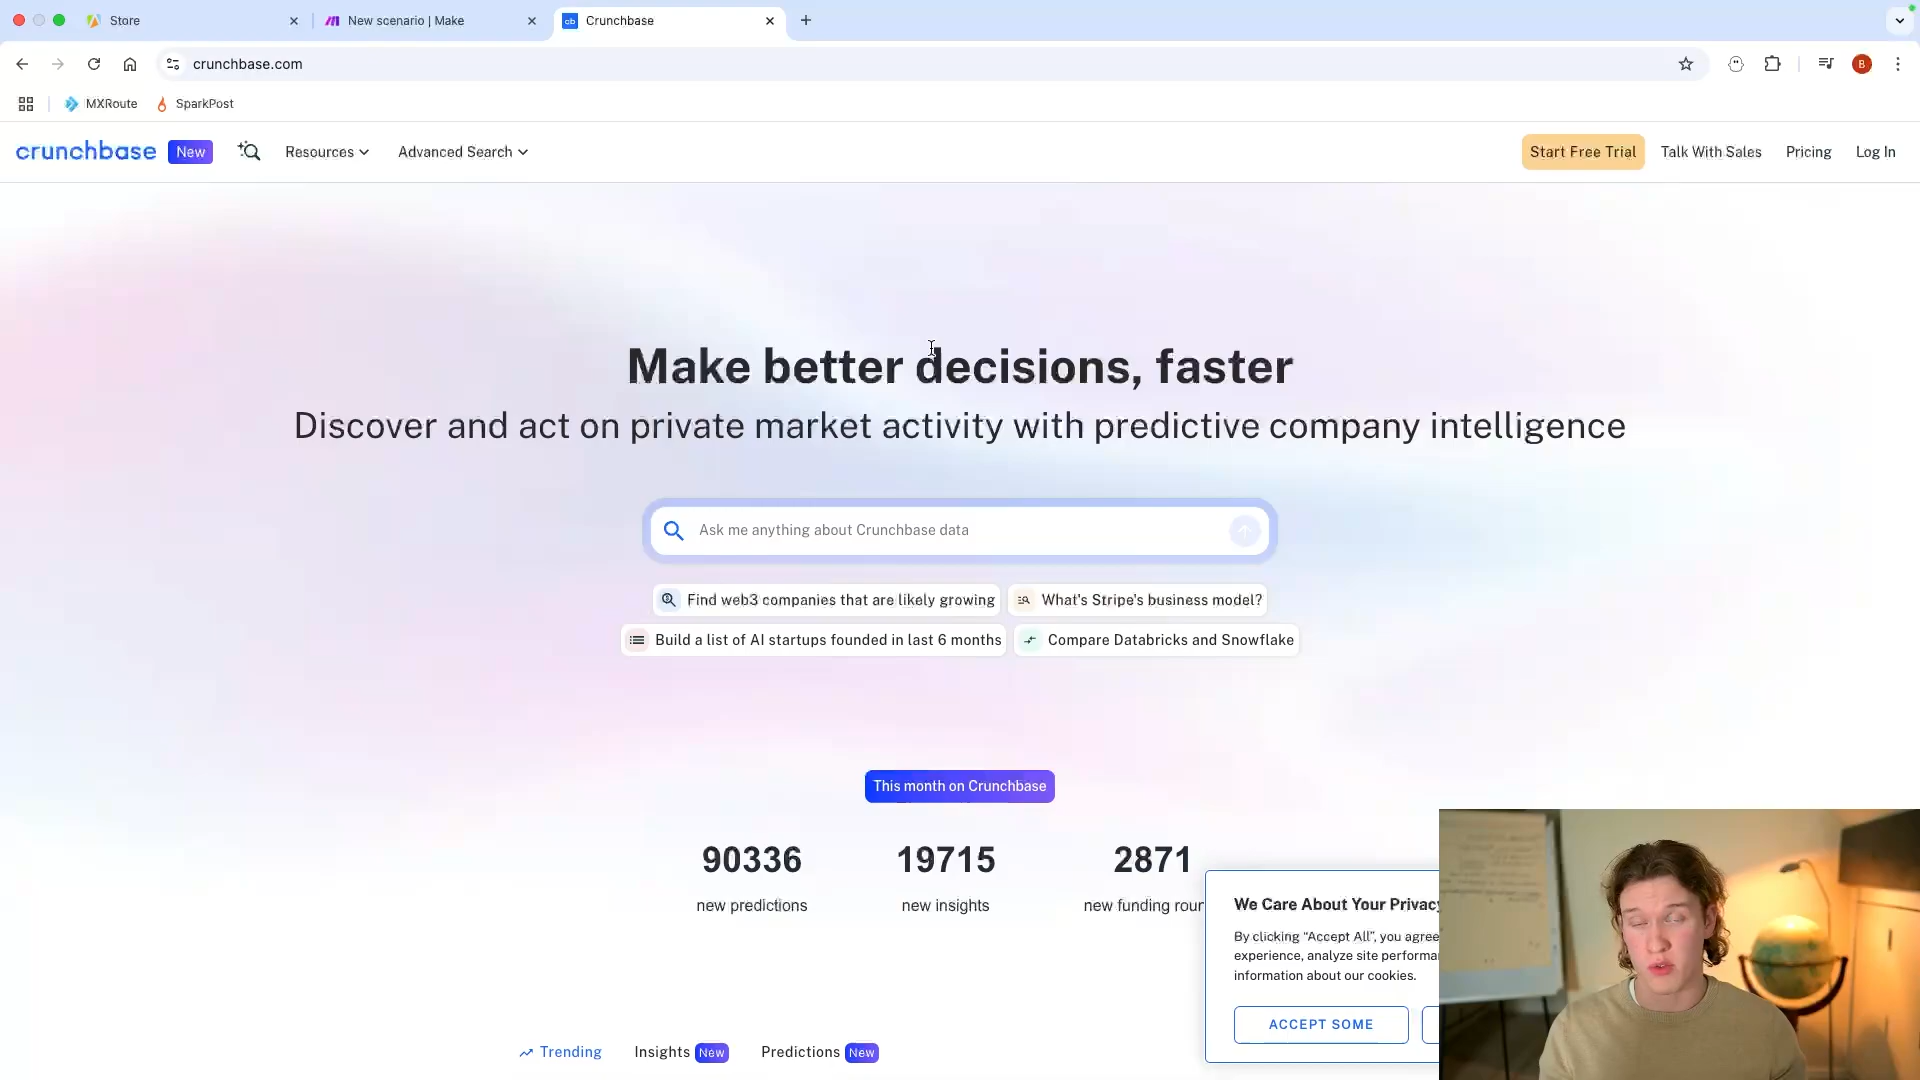 Store
New scenario | Make
Crunchbase
crunchbase.com
B
MXRoute
SparkPost
crunchbase New
Resources
Advanced Search
Start Free Trial
Talk With Sales
Pricing
Log In
Make better decisions, faster
Discover and act on private market activity with predictive company intelligence
Ask me anything about Crunchbase data
Find web3 companies that are likely growing
What's Stripe's business model?
Build a list of AI startups founded in last 6 months
Compare Databricks and Snowflake
This month on Crunchbase
90336
19715
2871
new predictions
new insights
new funding roun
We Care About Your Privacy
By clicking “Accept All”, you agree
experience, analyze site performa
information about our cookies.
ACCEPT SOME
Trending
Insights New
Predictions New